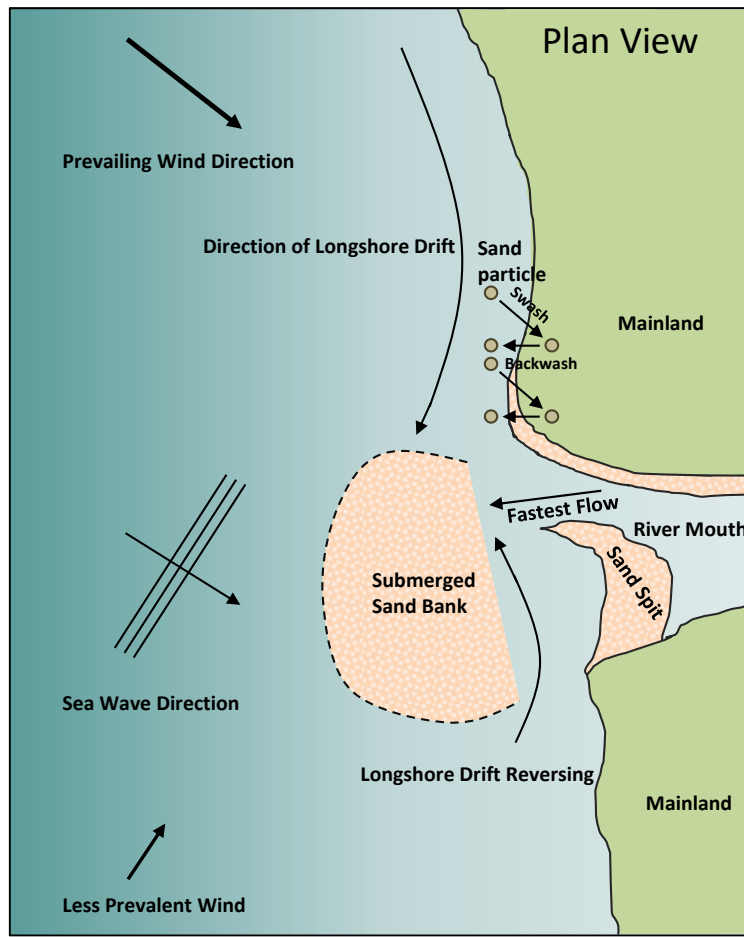 Plan View
Prevailing Wind Direction
Direction of Longshore Drift
Sand
particle
Swash
Mainland
Backwash
Fastest Flow
River Mouth
Sand Spit
Submerged
Sand Bank
Sea Wave Direction
Longshore Drift Reversing
Mainland
Less Prevalent Wind